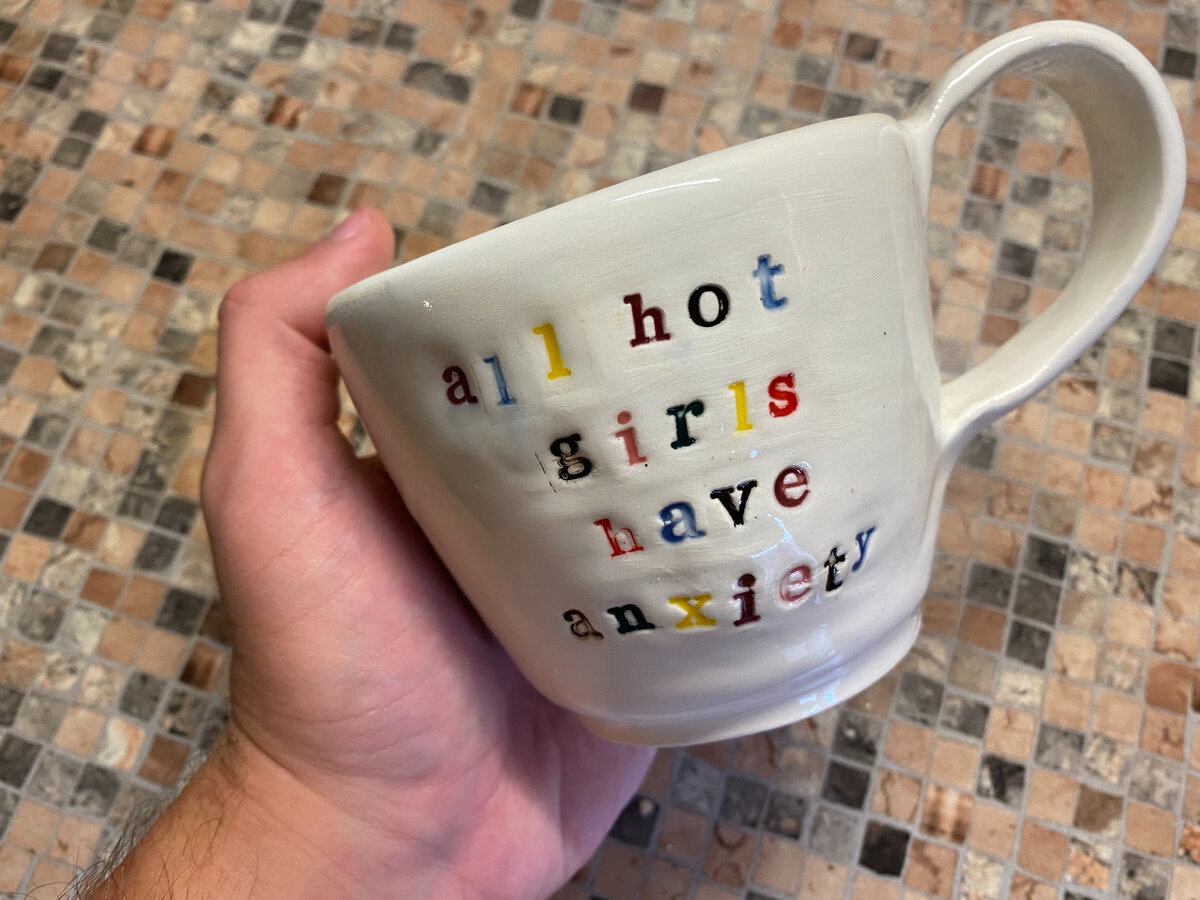 all hot
girls
have
anxiety